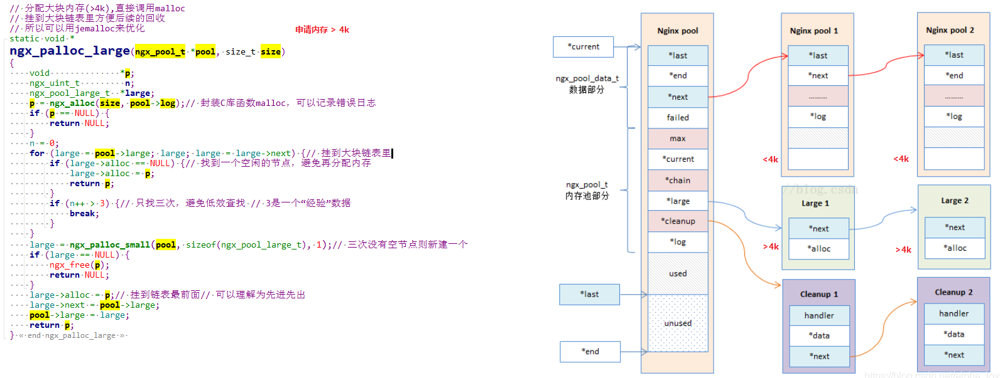 // 分配大块内存(>4k),直接调用malloc
// 挂到大块链表里方便后续的回收
// 所以可以用jemalloc来优化
申请内存 > 4k
static void *
ngx_palloc_large(ngx_pool_t *pool, size_t size)
{
void *p;
ngx_uint_t n;
ngx_pool_large_t *large;
p = ngx_alloc(size, pool->log);// 封装C库函数malloc，可以记录错误日志
if (p == NULL) {
return NULL;
}
n = 0;
for (large = pool->large; large; large = large->next) {// 挂到大块链表里
if (large->alloc == NULL) {// 找到一个空闲的节点，避免再分配内存
large->alloc = p;
return p;
}
if (n++ > 3) {// 只找三次，避免低效查找 // 3是一个“经验”数据
break;
}
}
large = ngx_palloc_small(pool, sizeof(ngx_pool_large_t), 1);// 三次没有空节点则新建一个
if (large == NULL) {
ngx_free(p);
return NULL;
}
large->alloc = p;// 挂到链表最前面// 可以理解为先进先出
large->next = pool->large;
pool->large = large;
return p;
} « end ngx_palloc_large »
*current
ngx_pool_data_t
数据部分
ngx_pool_t
内存池部分
*last
*end
Nginx pool
*last
*end
*next
failed
max
*current
*chain
*large
*cleanup
*log
used
unused
Nginx pool 1
*last
*next
.........
*log
<4k
Nginx pool 2
*last
*end
.........
*log
<4k
//blog.csdn
Large 1
*next
*alloc
>4k
Large 2
*next
*alloc
>4k
Cleanup 1
handler
*data
*next
Cleanup 2
handler
*data
*next